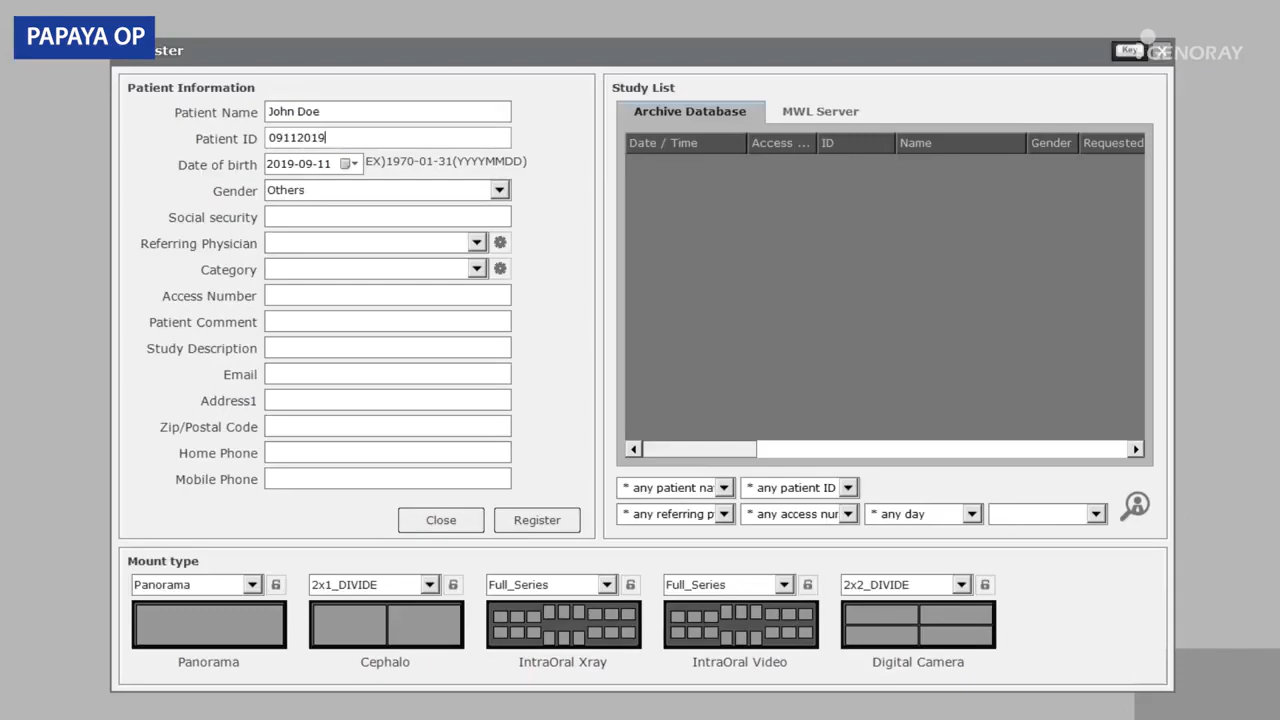 PAPAYA OP
ster
Key
GENORAY
Patient Information
Patient Name John Doe
Patient ID 09112019
Date of birth 2019-09-11 EX)1970-01-31(YYYYMMDD)
Gender Others
Social security
Referring Physician
Category
Access Number
Patient Comment
Study Description
Email
Address1
Zip/Postal Code
Home Phone
Mobile Phone
Close Register
Study List
Archive Database MWL Server
Date / Time Access ... ID Name Gender Requested
* any patient na * any patient ID
* any referring p * any access nur * any day
Mount type
Panorama 2x1_DIVIDE Full_Series Full_Series 2x2_DIVIDE
Panorama Cephalo IntraOral Xray IntraOral Video Digital Camera